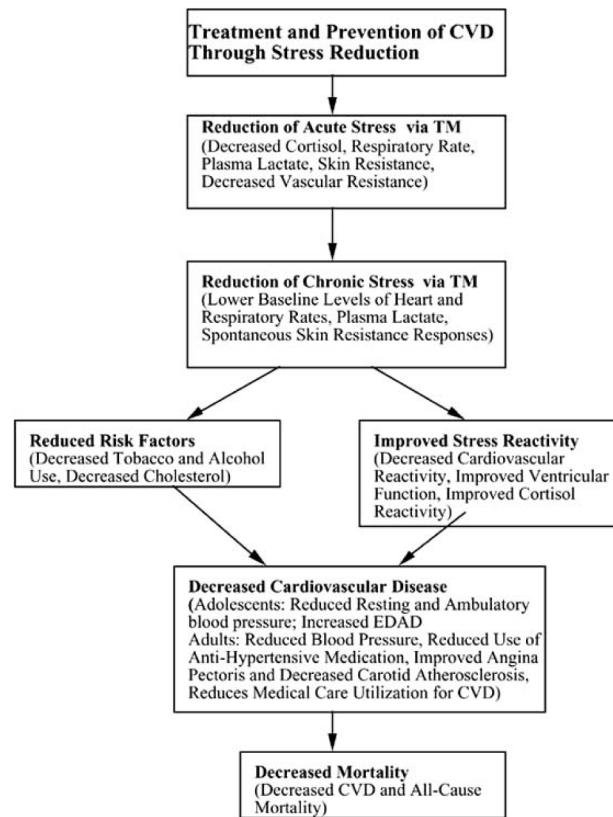 Treatment and Prevention of CVD
Through Stress Reduction
Reduction of Acute Stress via TM
(Decreased Cortisol, Respiratory Rate,
Plasma Lactate, Skin Resistance,
Decreased Vascular Resistance)
Reduction of Chronic Stress via TM
(Lower Baseline Levels of Heart and
Respiratory Rates, Plasma Lactate,
Spontaneous Skin Resistance Responses)
Reduced Risk Factors
(Decreased Tobacco and Alcohol
Use, Decreased Cholesterol)
Improved Stress Reactivity
(Decreased Cardiovascular
Reactivity, Improved Ventricular
Function, Improved Cortisol
Reactivity)
Decreased Cardiovascular Disease
(Adolescents: Reduced Resting and Ambulatory
blood pressure; Increased EDAD
Adults: Reduced Blood Pressure, Reduced Use of
Anti-Hypertensive Medication, Improved Angina
Pectoris and Decreased Carotid Atherosclerosis,
Reduces Medical Care Utilization for CVD)
Decreased Mortality
(Decreased CVD and All-Cause
Mortality)